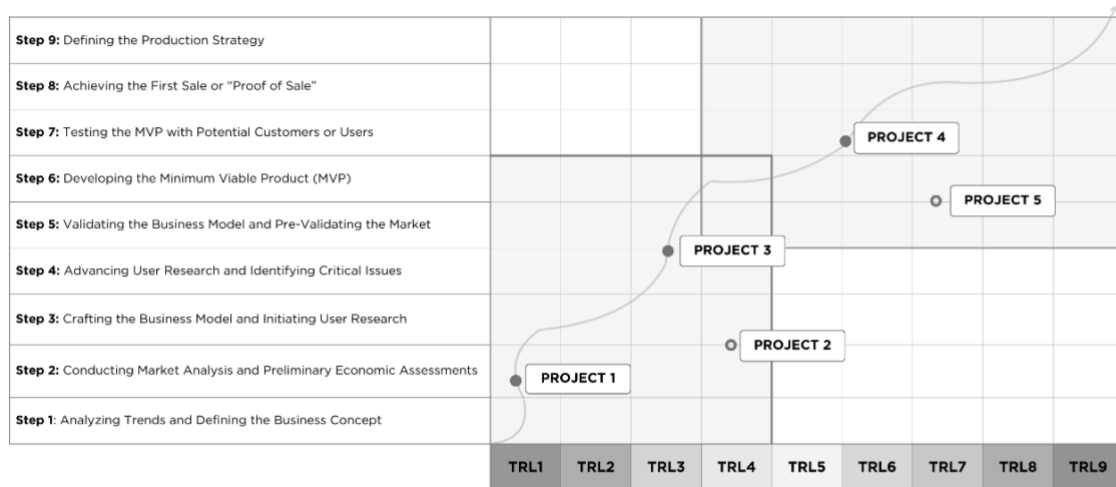 Step 9: Defining the Production Strategy
Step 8: Achieving the First Sale or “Proof of Sale”
Step 7: Testing the MVP with Potential Customers or Users
PROJECT 4
Step 6: Developing the Minimum Viable Product (MVP)
PROJECT 5
Step 5: Validating the Business Model and Pre-Validating the Market
PROJECT 3
Step 4: Advancing User Research and Identifying Critical Issues
Step 3: Crafting the Business Model and Initiating User Research
PROJECT 2
Step 2: Conducting Market Analysis and Preliminary Economic Assessments
PROJECT 1
Step 1: Analyzing Trends and Defining the Business Concept
TRL1 TRL2 TRL3 TRL4 TRL5 TRL6 TRL7 TRL8 TRL9